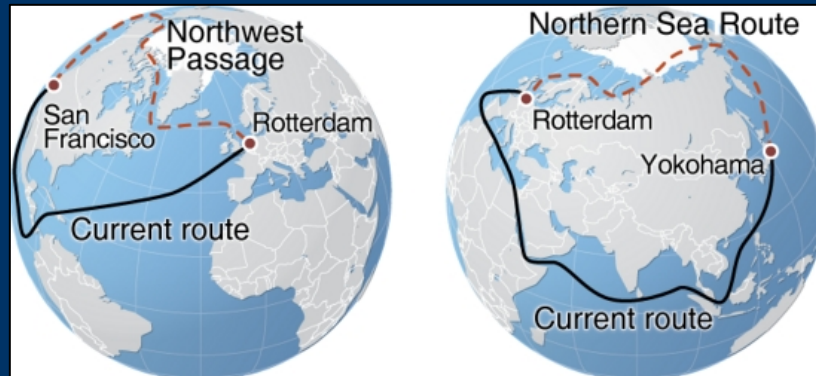 Northwest
Passage
San
Francisco
Rotterdam
Current route
Northern Sea Route
Rotterdam
Yokohama
Current route